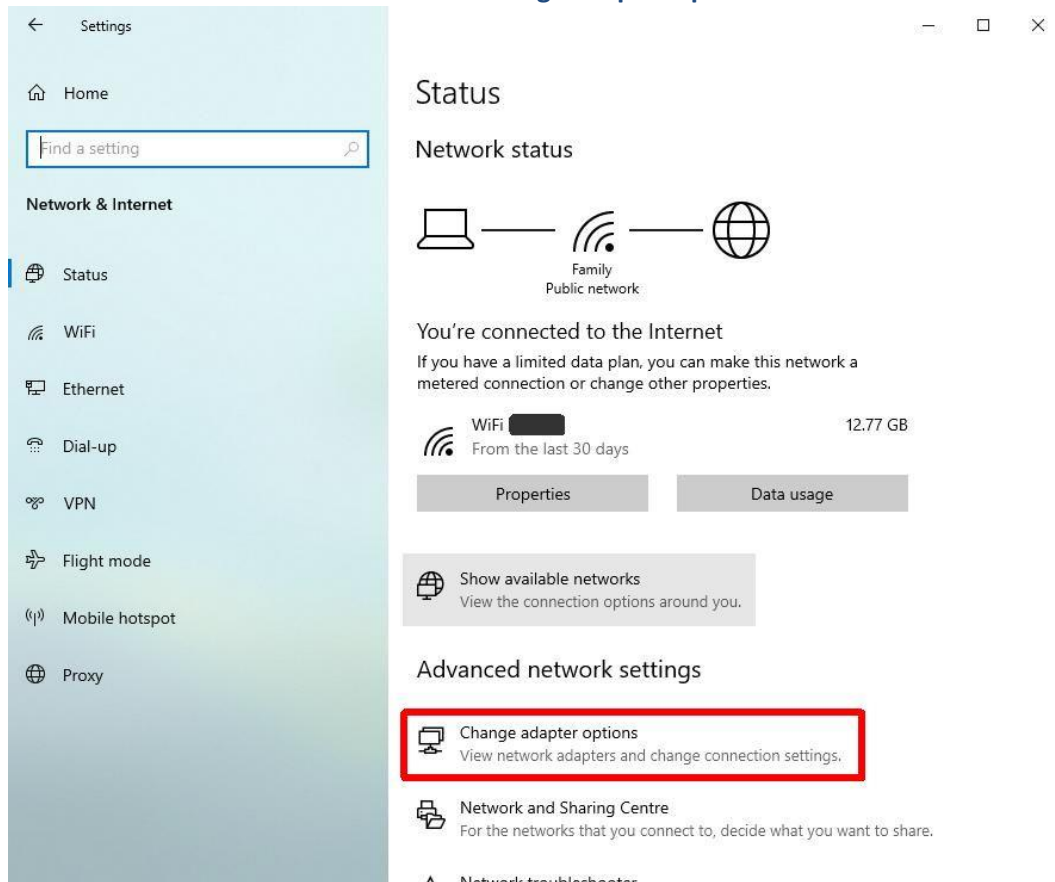 Settings
Home
Find a setting
Network & Internet
Status
WiFi
Ethernet
Dial-up
VPN
Flight mode
Mobile hotspot
Proxy
Status
Network status
Family
Public network
You're connected to the Internet
If you have a limited data plan, you can make this network a
metered connection or change other properties.
WiFi
12.77 GB
From the last 30 days
Properties
Data usage
Show available networks
View the connection options around you.
Advanced network settings
Change adapter options
View network adapters and change connection settings.
Network and Sharing Centre
For the networks that you connect to, decide what you want to share.
Network troubleshooter